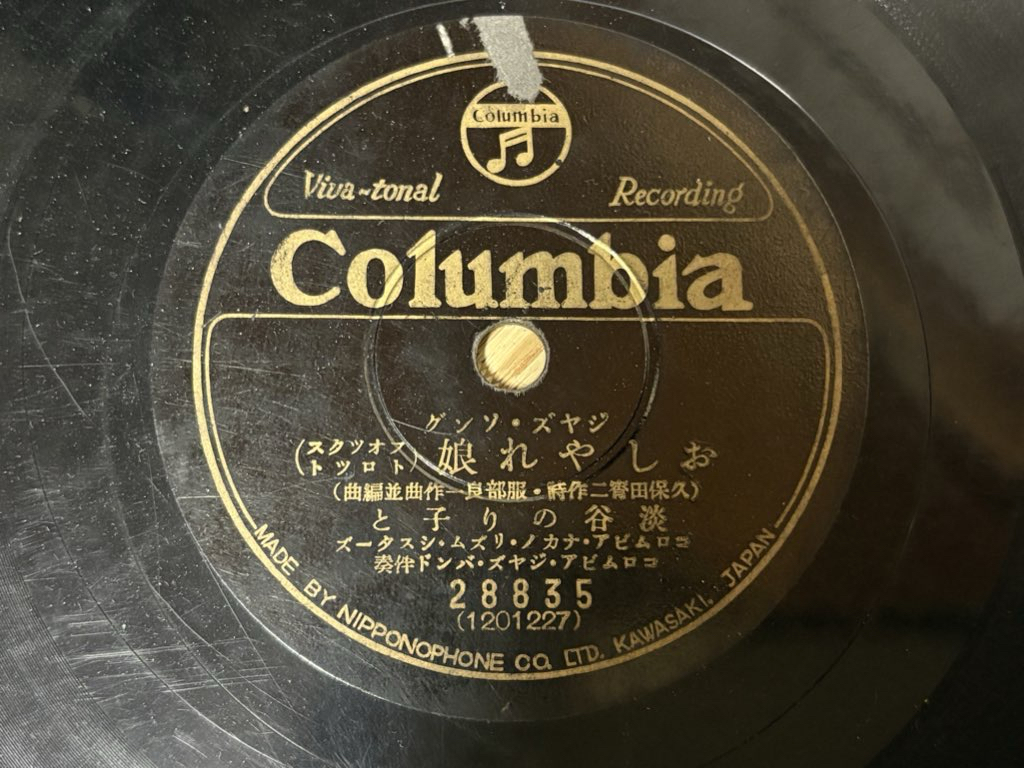 Columbia
Viva-tonal Recording
Columbia
ジヤズ・ソング
おしやれ娘(フオツクストロツト)
(久保田宵二作詩・服部良一作曲並編曲)
淡谷のり子と
コロムビア・ナカノ・リズム・シスターズ
コロムビア・ジヤズ・バンド伴奏
28835
(1201227)
MADE BY NIPPONOPHONE CO. LTD. KAWASAKI, JAPAN